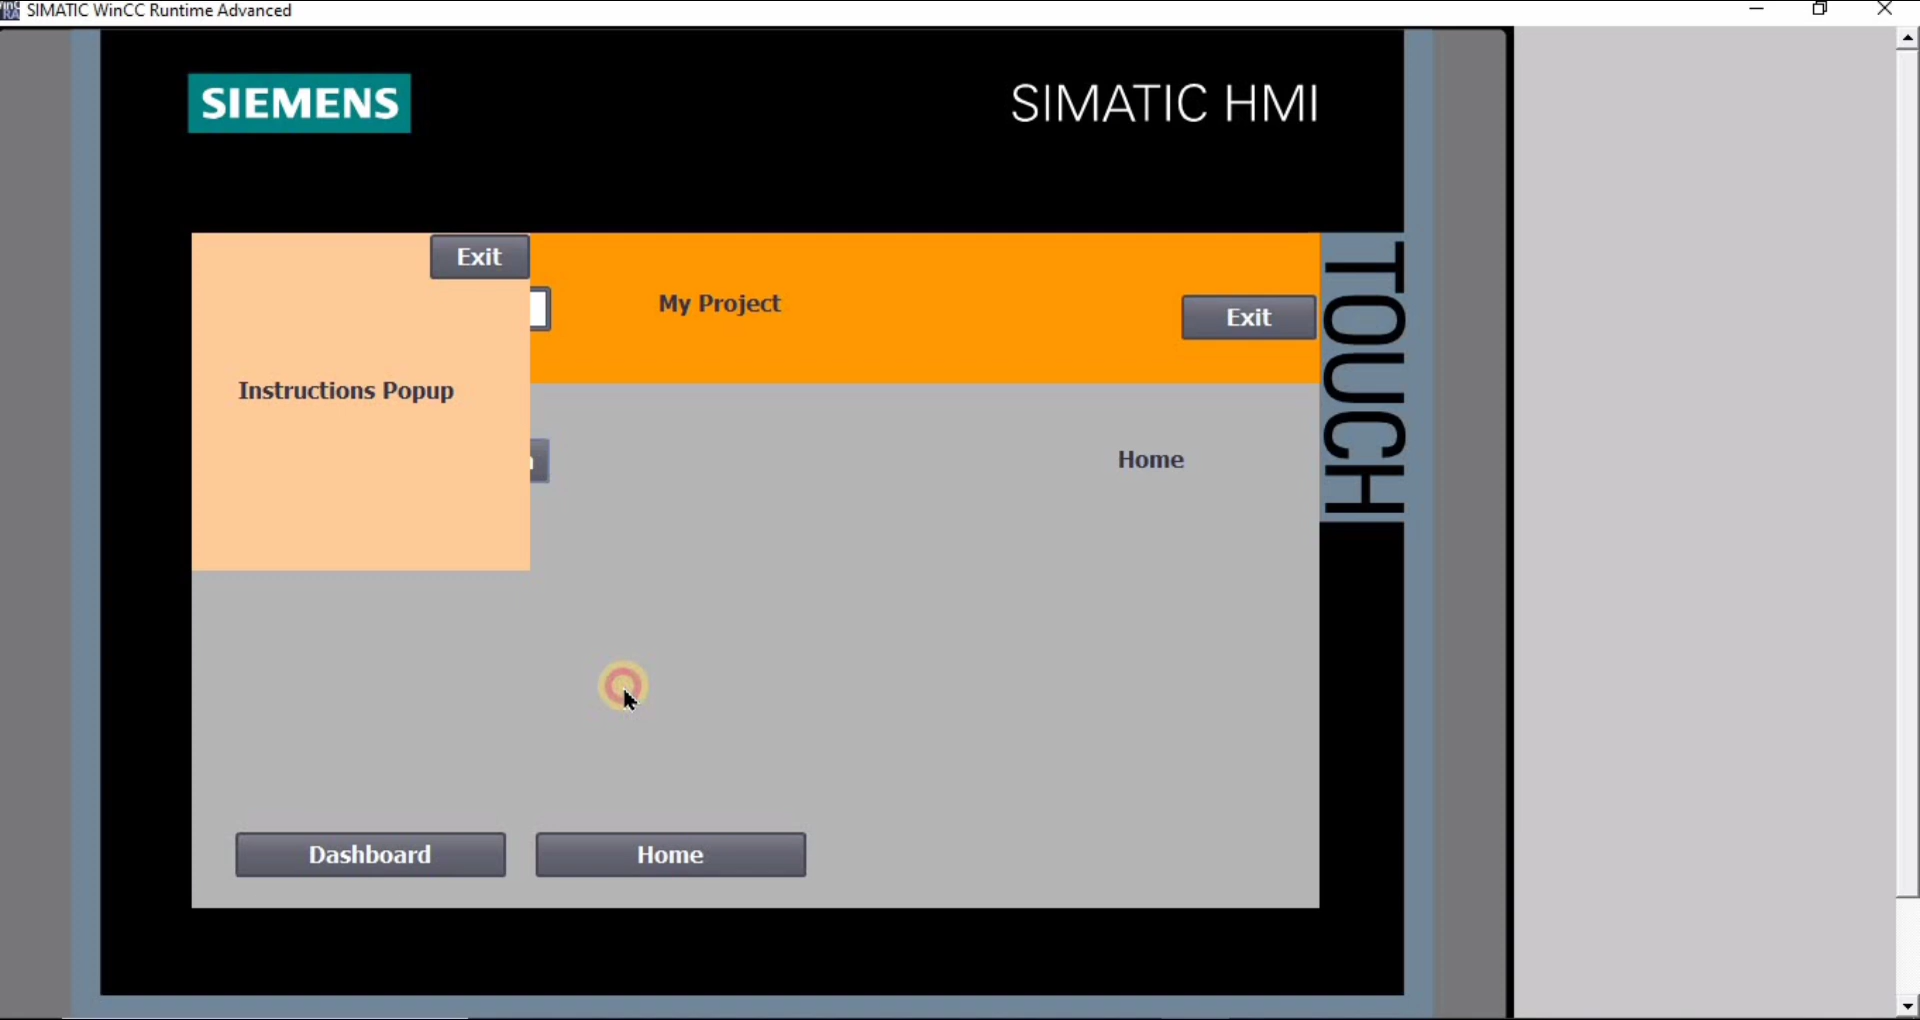 SIMATIC WinCC Runtime Advanced
SIEMENS
SIMATIC HMI
Exit
My Project
Exit
TOUCH
Instructions Popup
Home
Dashboard
Home